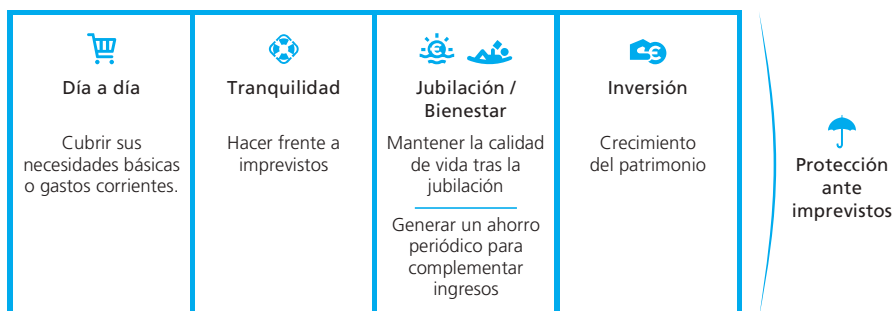 Día a día
Cubrir sus
necesidades básicas
o gastos corrientes.
Tranquilidad
Hacer frente a
imprevistos
Jubilación /
Bienestar
Mantener la calidad
de vida tras la
jubilación
Generar un ahorro
periódico para
complementar
ingresos
Inversión
Crecimiento
del patrimonio
Protección
ante
imprevistos